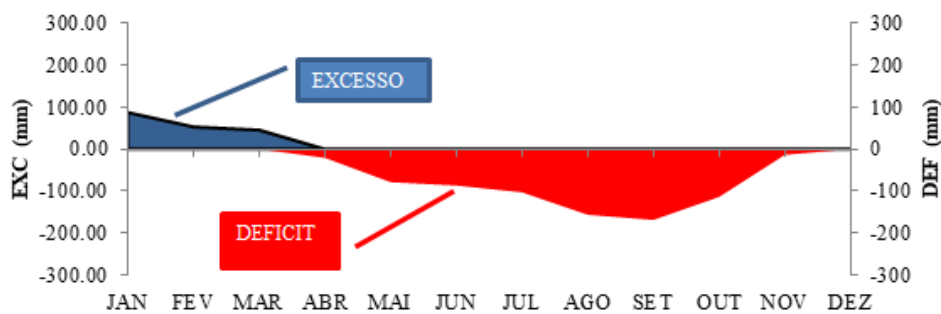 300.00
200.00
100.00
0.00
-100.00
-200.00
-300.00
EXC (mm)
EXCESSO
DEFICIT
300
200
100
0
-100
-200
-300
DEF (mm)
JAN FEV MAR ABR MAI JUN JUL AGO SET OUT NOV DEZ